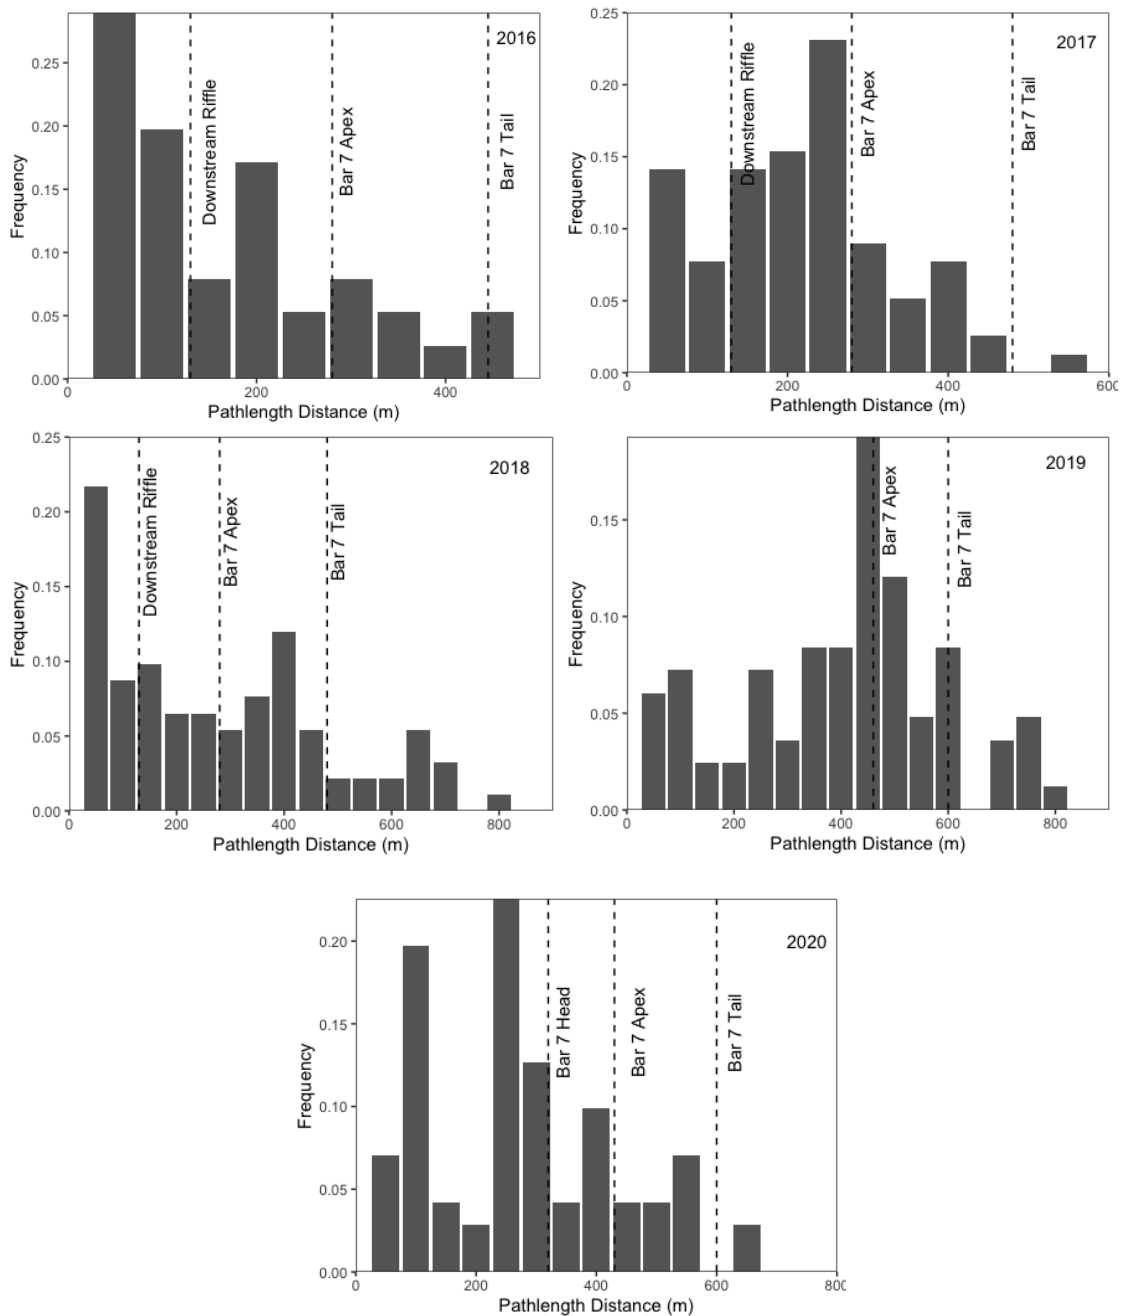 2016
0.25
0.20
0.15
0.10
0.05
0.00
Frequency
Downstream Riffle
Bar 7 Apex
Bar 7 Tail
0
200
400
Pathlength Distance (m)
2017
0.25
0.20
0.15
0.10
0.05
0.00
Frequency
Downstream Riffle
Bar 7 Apex
Bar 7 Tail
0
200
400
600
Pathlength Distance (m)
2018
0.25
0.20
0.15
0.10
0.05
0.00
Frequency
Downstream Riffle
Bar 7 Apex
Bar 7 Tail
0
200
400
600
800
Pathlength Distance (m)
2019
0.15
0.10
0.05
0.00
Frequency
Bar 7 Apex
Bar 7 Tail
0
200
400
600
800
Pathlength Distance (m)
2020
0.20
0.15
0.10
0.05
0.00
Frequency
Bar 7 Head
Bar 7 Apex
Bar 7 Tail
0
200
400
600
800
Pathlength Distance (m)